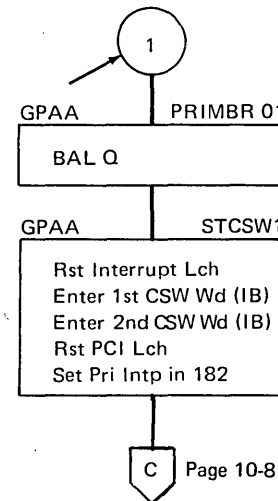 1
GPAA PRIMBR 01
BAL Q
GPAA STCSW1
Rst Interrupt Lch
Enter 1st CSW Wd (IB)
Enter 2nd CSW Wd (IB)
Rst PCI Lch
Set Pri Intp in 182
C Page 10-8